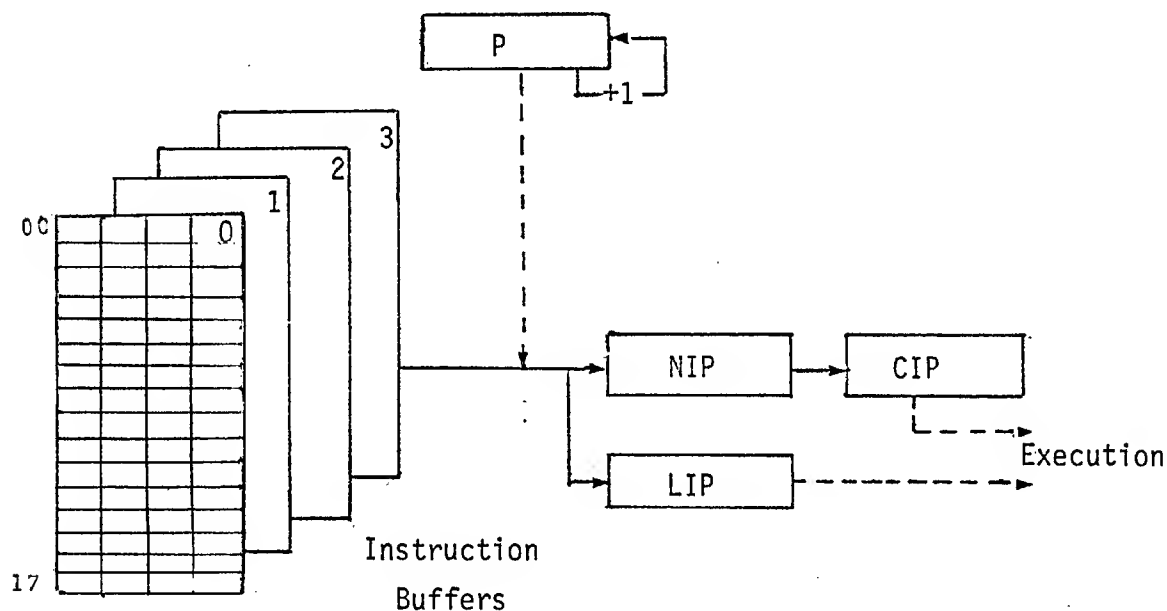 P
+1
3
2
1
0
00
NIP
CIP
Execution
LIP
Instruction
Buffers
17